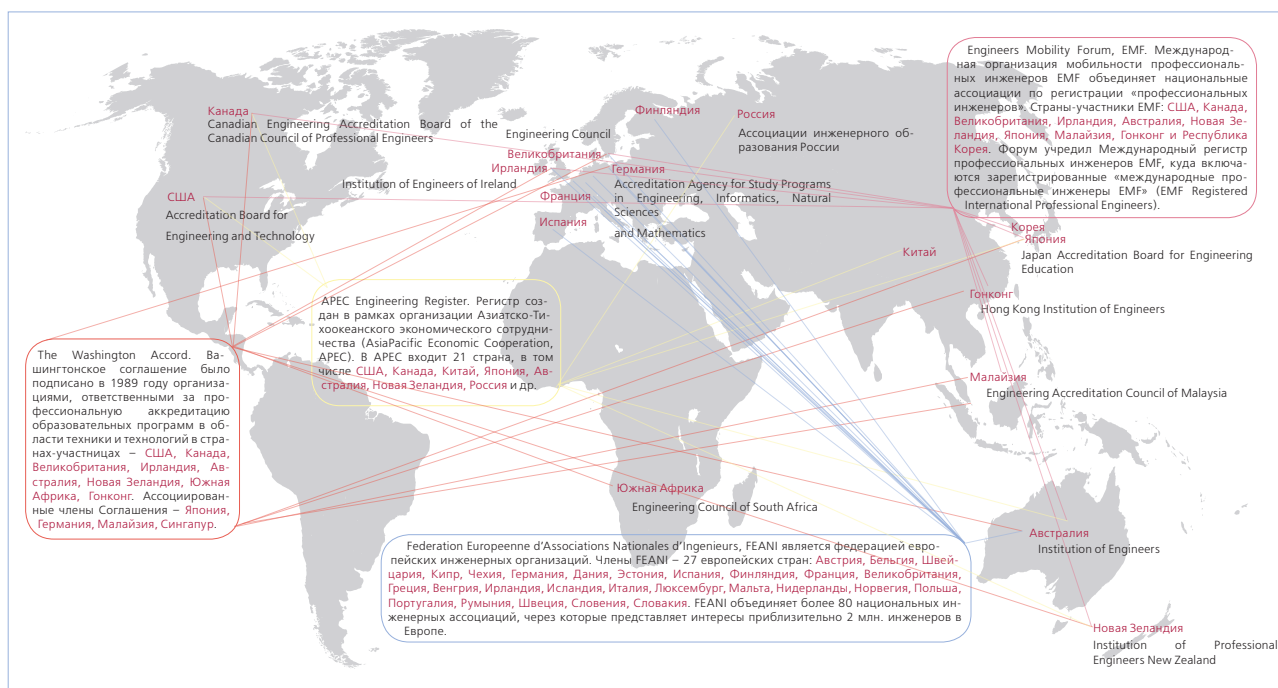 Engineers Mobility Forum, EMF. Международ-
ная организация мобильности профессиональ-
ных инженеров EMF объединяет национальные
ассоциации по регистрации «профессиональных
инженеров». Страны-участники EMF: США, Канада,
Великобритания, Ирландия, Австралия, Новая Зе-
ландия, Япония, Малайзия, Гонконг и Республика
Корея. Форум учредил Международный регистр
профессиональных инженеров EMF, куда включа-
ются зарегистрированные «международные про-
фессиональные инженеры EMF» (EMF Registered
International Professional Engineers).
Канада
Canadian Engineering Accreditation Board of the
Canadian Council of Professional Engineers
Финляндия
Россия
Ассоциации инженерного об-
разования России
Engineering Council
Великобритания
Ирландия
Institution of Engineers of Ireland
Германия
Accreditation Agency for Study Programs
in Engineering, Informatics, Natural
Sciences
and Mathematics
Франция
Испания
США
Accreditation Board for
Engineering and Technology
Корея
Япония
Japan Accreditation Board for Engineering
Education
Китай
Гонконг
Hong Kong Institution of Engineers
APEC Engineering Register. Регистр соз-
дан в рамках организации Азиатско-Ти-
хоокеанского экономического сотрудни-
чества (AsiaPacific Economic Cooperation,
APEC). В APEC входит 21 страна, в том
числе США, Канада, Китай, Япония, Ав-
стралия, Новая Зеландия, Россия и др.
The Washington Accord. Ва-
шингтонское соглашение было
подписано в 1989 году организа-
циями, ответственными за про-
фессиональную аккредитацию
образовательных программ в об-
ласти техники и технологий в стра-
нах-участницах – США, Канада,
Великобритания, Ирландия, Ав-
стралия, Новая Зеландия, Южная
Африка, Гонконг. Ассоциирован-
ные члены Соглашения – Япония,
Германия, Малайзия, Сингапур.
Малайзия
Engineering Accreditation Council of Malaysia
Южная Африка
Engineering Council of South Africa
Австралия
Institution of Engineers
Federation Europeenne d'Associations Nationales d'Ingenieurs, FEANI является федерацией евро-
пейских инженерных организаций. Члены FEANI – 27 европейских стран: Австрия, Бельгия, Швей-
цария, Кипр, Чехия, Германия, Дания, Эстония, Испания, Финляндия, Франция, Великобритания,
Греция, Венгрия, Ирландия, Исландия, Италия, Люксембург, Мальта, Нидерланды, Норвегия, Польша,
Португалия, Румыния, Швеция, Словения, Словакия. FEANI объединяет более 80 национальных ин-
женерных ассоциаций, через которые представляет интересы приблизительно 2 млн. инженеров в
Европе.
Новая Зеландия
Institution of Professional
Engineers New Zealand